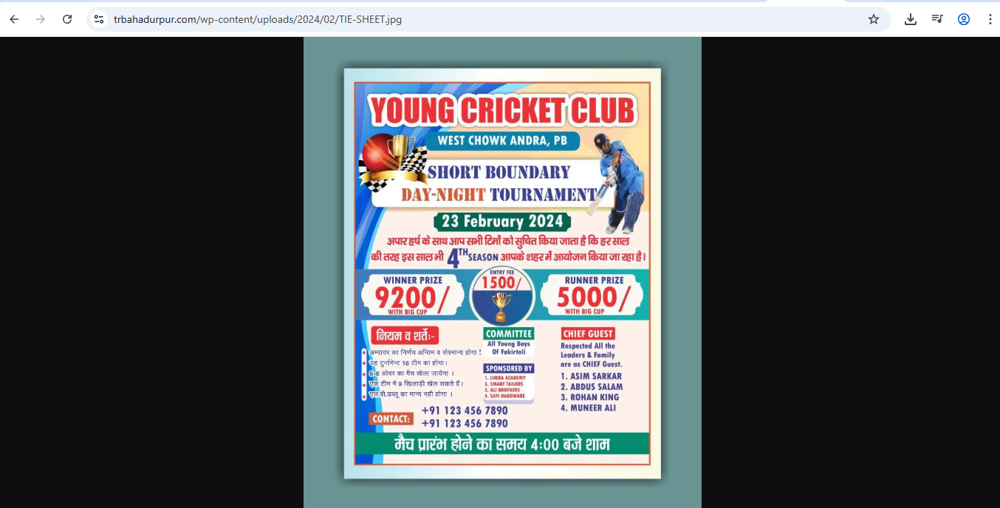 trbahadurpur.com/wp-content/uploads/2024/02/TIE-SHEET.jpg
YOUNG CRICKET CLUB
WEST CHOWK ANDRA, PB
SHORT BOUNDARY
DAY-NIGHT TOURNAMENT
23 February 2024
अपार हर्ष के साथ आप सभी टिमों को सुचित किया जाता है कि हर साल
की तरह इस साल भी 4TH SEASON आपके शहर में आयोजन किया जा रहा है।
WINNER PRIZE
9200/
WITH BIG CUP
ENTRY FEE
1500/
RUNNER PRIZE
5000/
WITH BIG CUP
नियम व शर्ते:-
अम्पायर का निर्णय अन्तिम व र्सवमान्य होगा !
यह टुर्नामेन्ट 16 टीम का होगा।
6-6 ओवर का मैच खेला जायेगा ।
एक टीम में 9 खिलाड़ी खेल सकते हैं।
एल.बी.डब्लू का मान्य नही होगा ।
COMMITTEE
All Young Boys
Of Fakirtoli
SPONSORED BY
1. LIMRA ACADEMY
3. SMART TAILORS
3. ALI BROTHERS
4. SAFI HARDWARE
CHIEF GUEST
Respected All the
Leaders & Family
are as CHIEF Guest.
1. ASIM SARKAR
2. ABDUS SALAM
3. ROHAN KING
4. MUNEER ALI
CONTACT:
+91 123 456 7890
+91 123 456 7890
मैच प्रारंभ होने का समय 4:00 बजे शाम